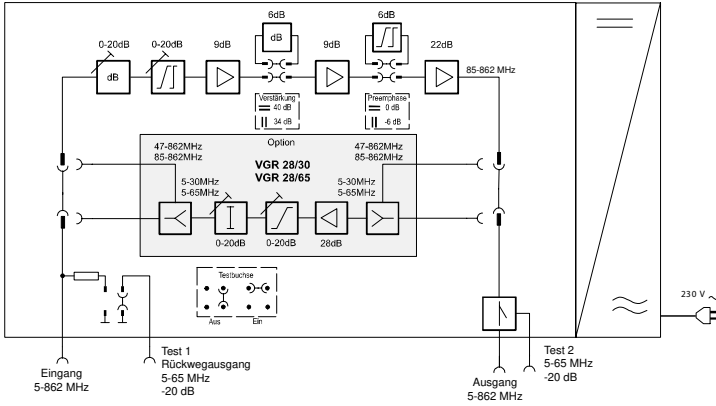 6dB
6dB
0-20dB
0-20dB
9dB
dB
9dB
22dB
dB
85-862 MHz
Verstärkung
40 dB
34 dB
Preemphase
0 dB
-6 dB
Option
47-862MHz
85-862MHz
VGR 28/30
VGR 28/65
47-862MHz
85-862MHz
5-30MHz
5-65MHz
5-30MHz
5-65MHz
0-20dB
0-20dB
28dB
Testbuchse
Aus
Ein
230 V
Eingang
5-862 MHz
Test 1
Rückwegausgang
5-65 MHz
-20 dB
Ausgang
5-862 MHz
Test 2
5-65 MHz
-20 dB